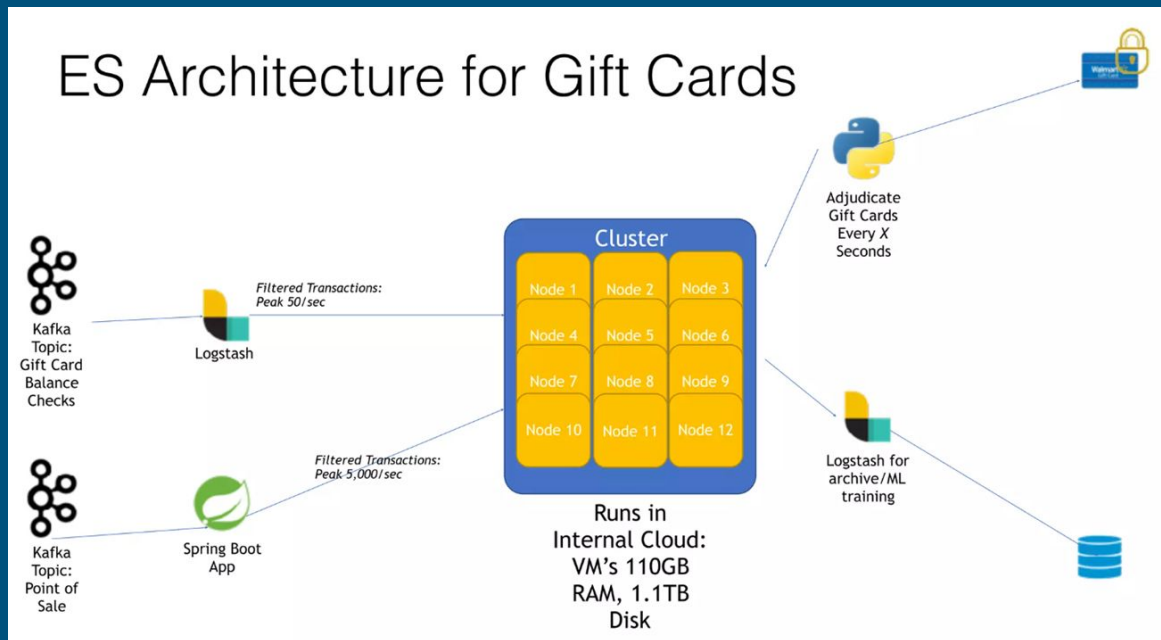 ES Architecture for Gift Cards
Walmart
Adjudicate
Gift Cards
Every X
Seconds
Cluster
Node 1 Node 2 Node 3
Node 4 Node 5 Node 6
Node 7 Node 8 Node 9
Node 10 Node 11 Node 12
Filtered Transactions:
Peak 50/sec
Kafka
Topic:
Gift Card
Balance
Checks
Logstash
Filtered Transactions:
Peak 5,000/sec
Kafka
Topic:
Point of
Sale
Spring Boot
App
Runs in
Internal Cloud:
VM's 110GB
RAM, 1.1TB
Disk
Logstash for
archive/ML
training